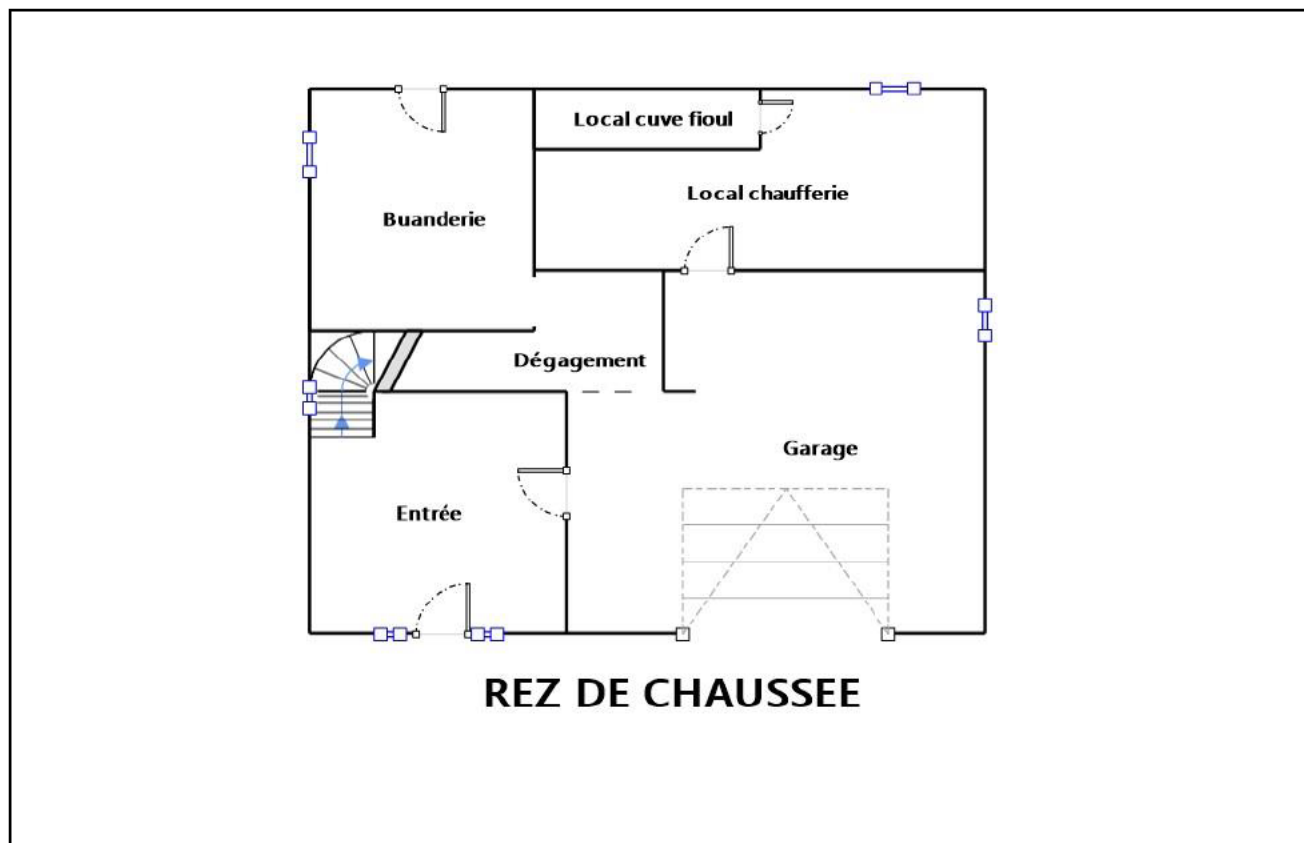 Local cuve fioul
Local chaufferie
Buanderie
Dégagement
Garage
Entrée
REZ DE CHAUSSEE